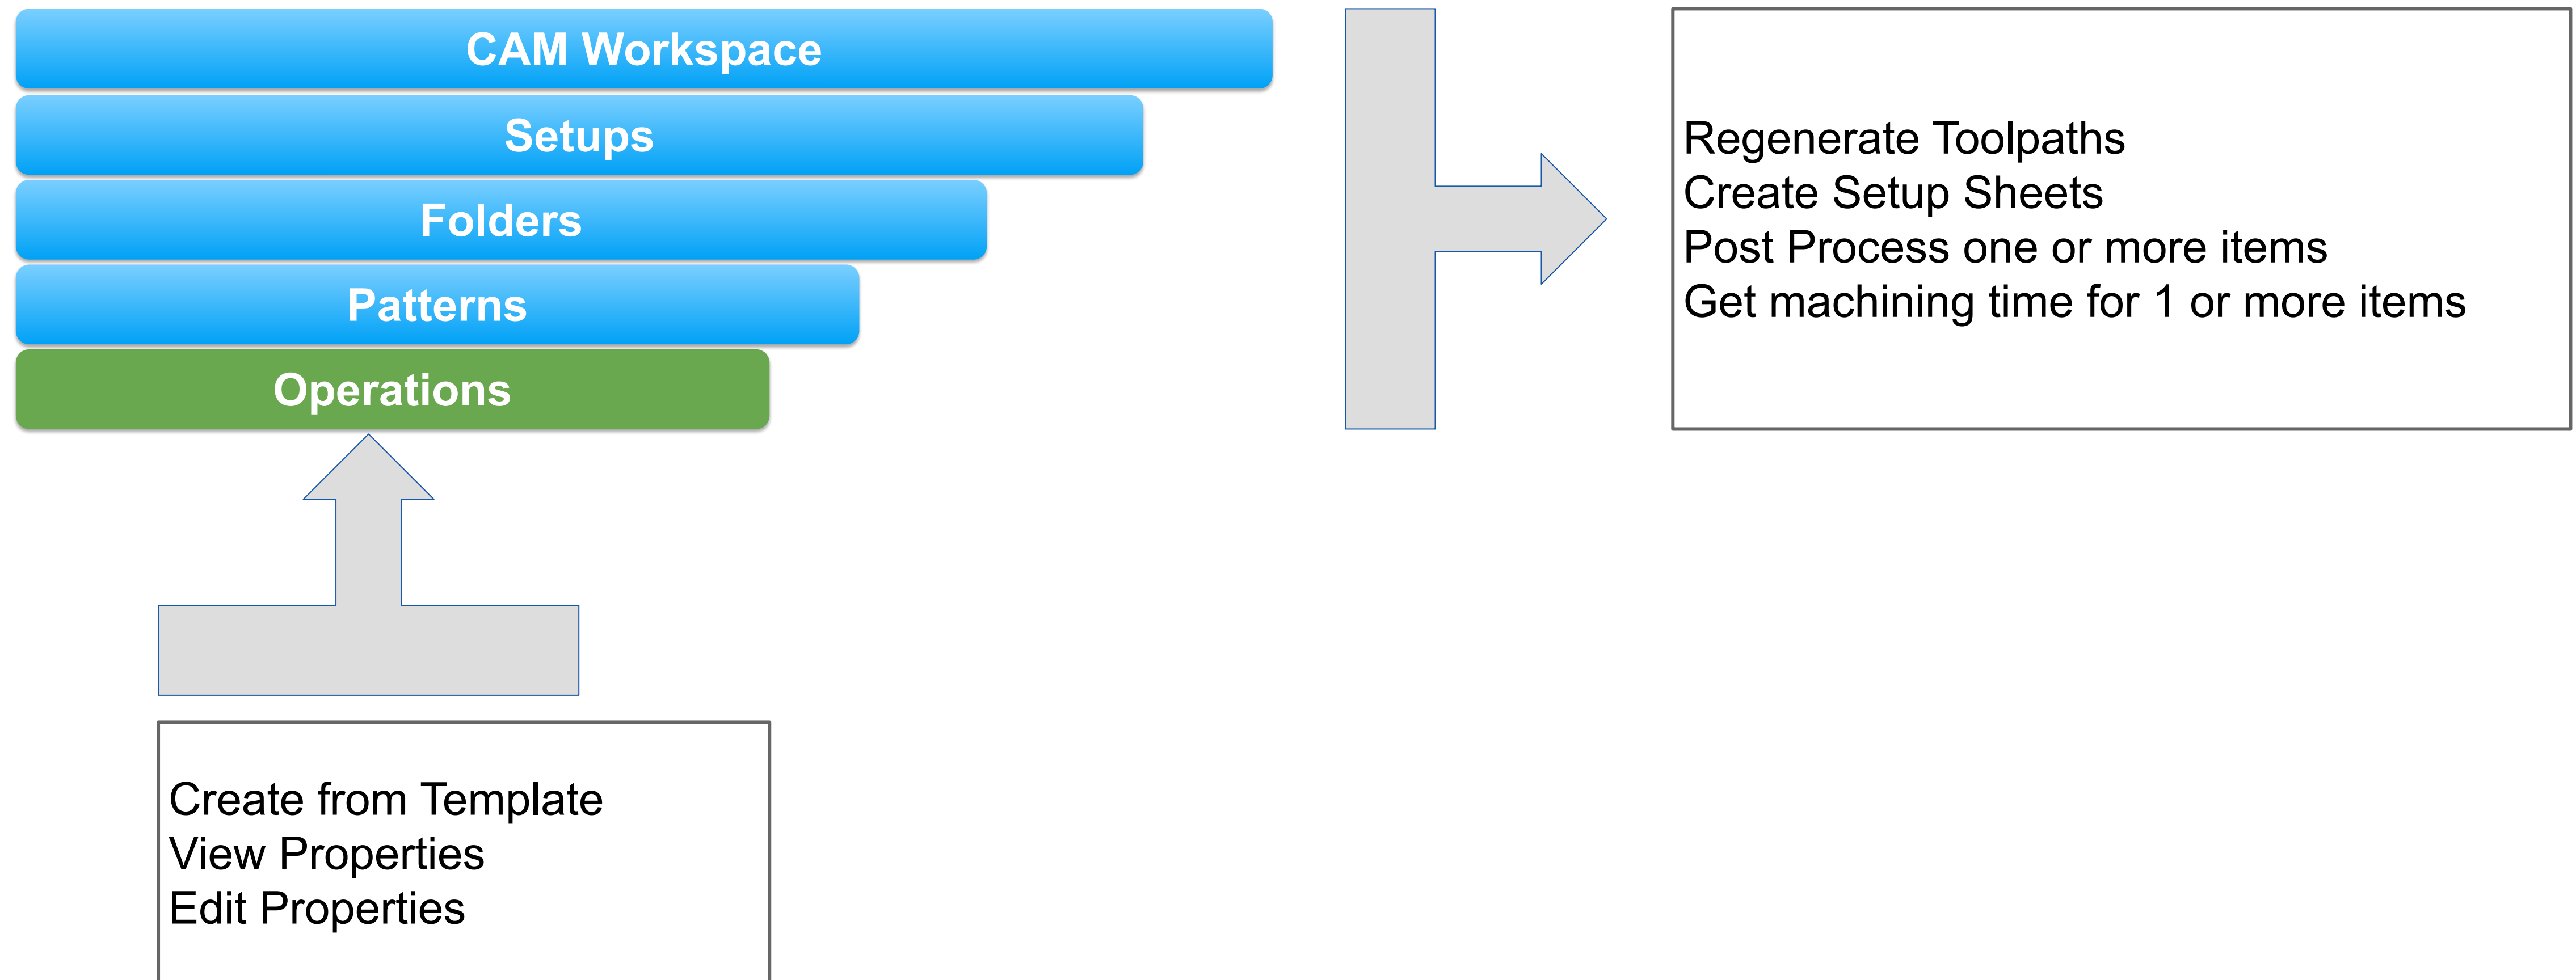 CAM Workspace
Setups
Folders
Patterns
Operations
Regenerate Toolpaths
Create Setup Sheets
Post Process one or more items
Get machining time for 1 or more items
Create from Template
View Properties
Edit Properties